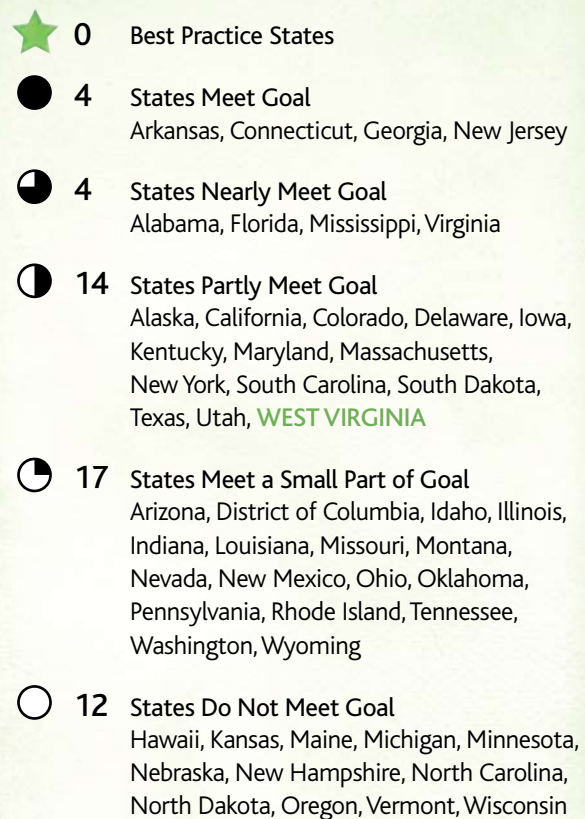 0 Best Practice States
4 States Meet Goal
Arkansas, Connecticut, Georgia, New Jersey
4 States Nearly Meet Goal
Alabama, Florida, Mississippi, Virginia
14 States Partly Meet Goal
Alaska, California, Colorado, Delaware, Iowa,
Kentucky, Maryland, Massachusetts,
New York, South Carolina, South Dakota,
Texas, Utah, WEST VIRGINIA
17 States Meet a Small Part of Goal
Arizona, District of Columbia, Idaho, Illinois,
Indiana, Louisiana, Missouri, Montana,
Nevada, New Mexico, Ohio, Oklahoma,
Pennsylvania, Rhode Island, Tennessee,
Washington, Wyoming
12 States Do Not Meet Goal
Hawaii, Kansas, Maine, Michigan, Minnesota,
Nebraska, New Hampshire, North Carolina,
North Dakota, Oregon, Vermont, Wisconsin